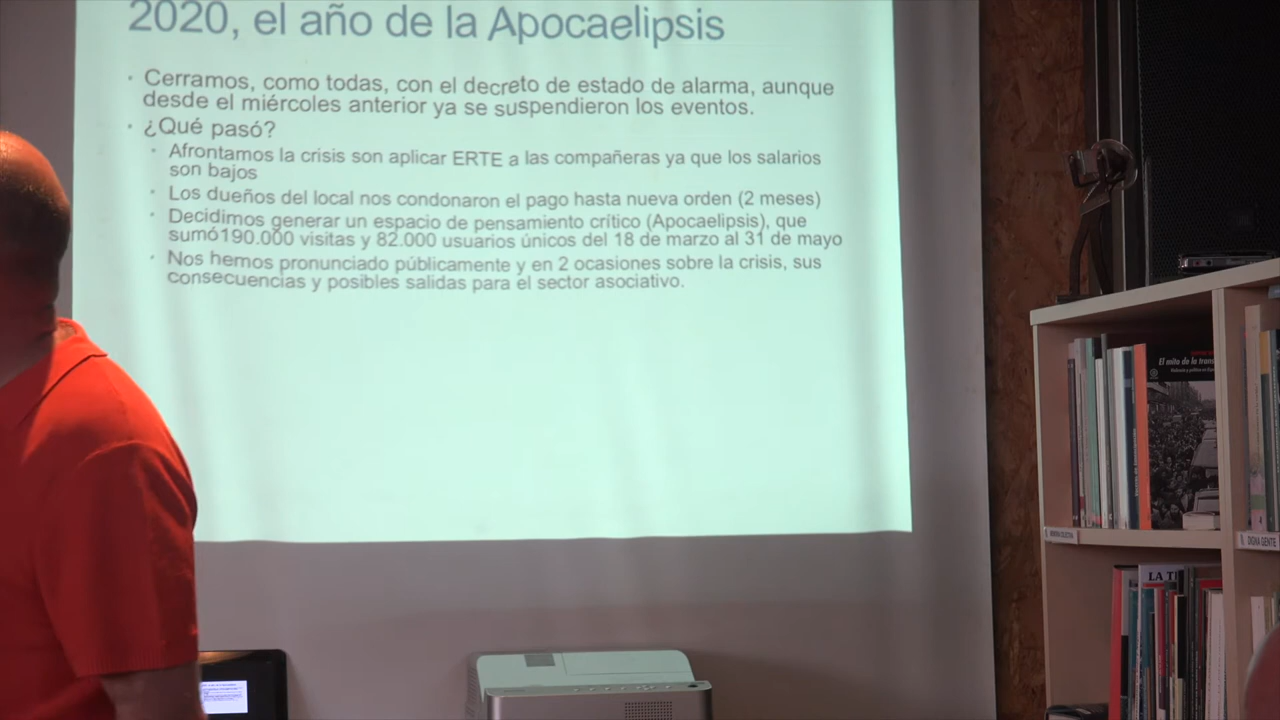 2020, el año de la Apocaelipsis
· Cerramos, como todas, con el decreto de estado de alarma, aunque
desde el miércoles anterior ya se suspendieron los eventos.
· ¿Qué pasó?
· Afrontamos la crisis son aplicar ERTE a las compañeras ya que los salarios
son bajos
· Los dueños del local nos condonaron el pago hasta nueva orden (2 meses)
· Decidimos generar un espacio de pensamiento crítico (Apocaelipsis), que
sumó190.000 visitas y 82.000 usuarios únicos del 18 de marzo al 31 de mayo
· Nos hemos pronunciado públicamente y en 2 ocasiones sobre la crisis, sus
consecuencias y posibles salidas para el sector asociativo.
El mito de la
DIGNA GENTE
LA